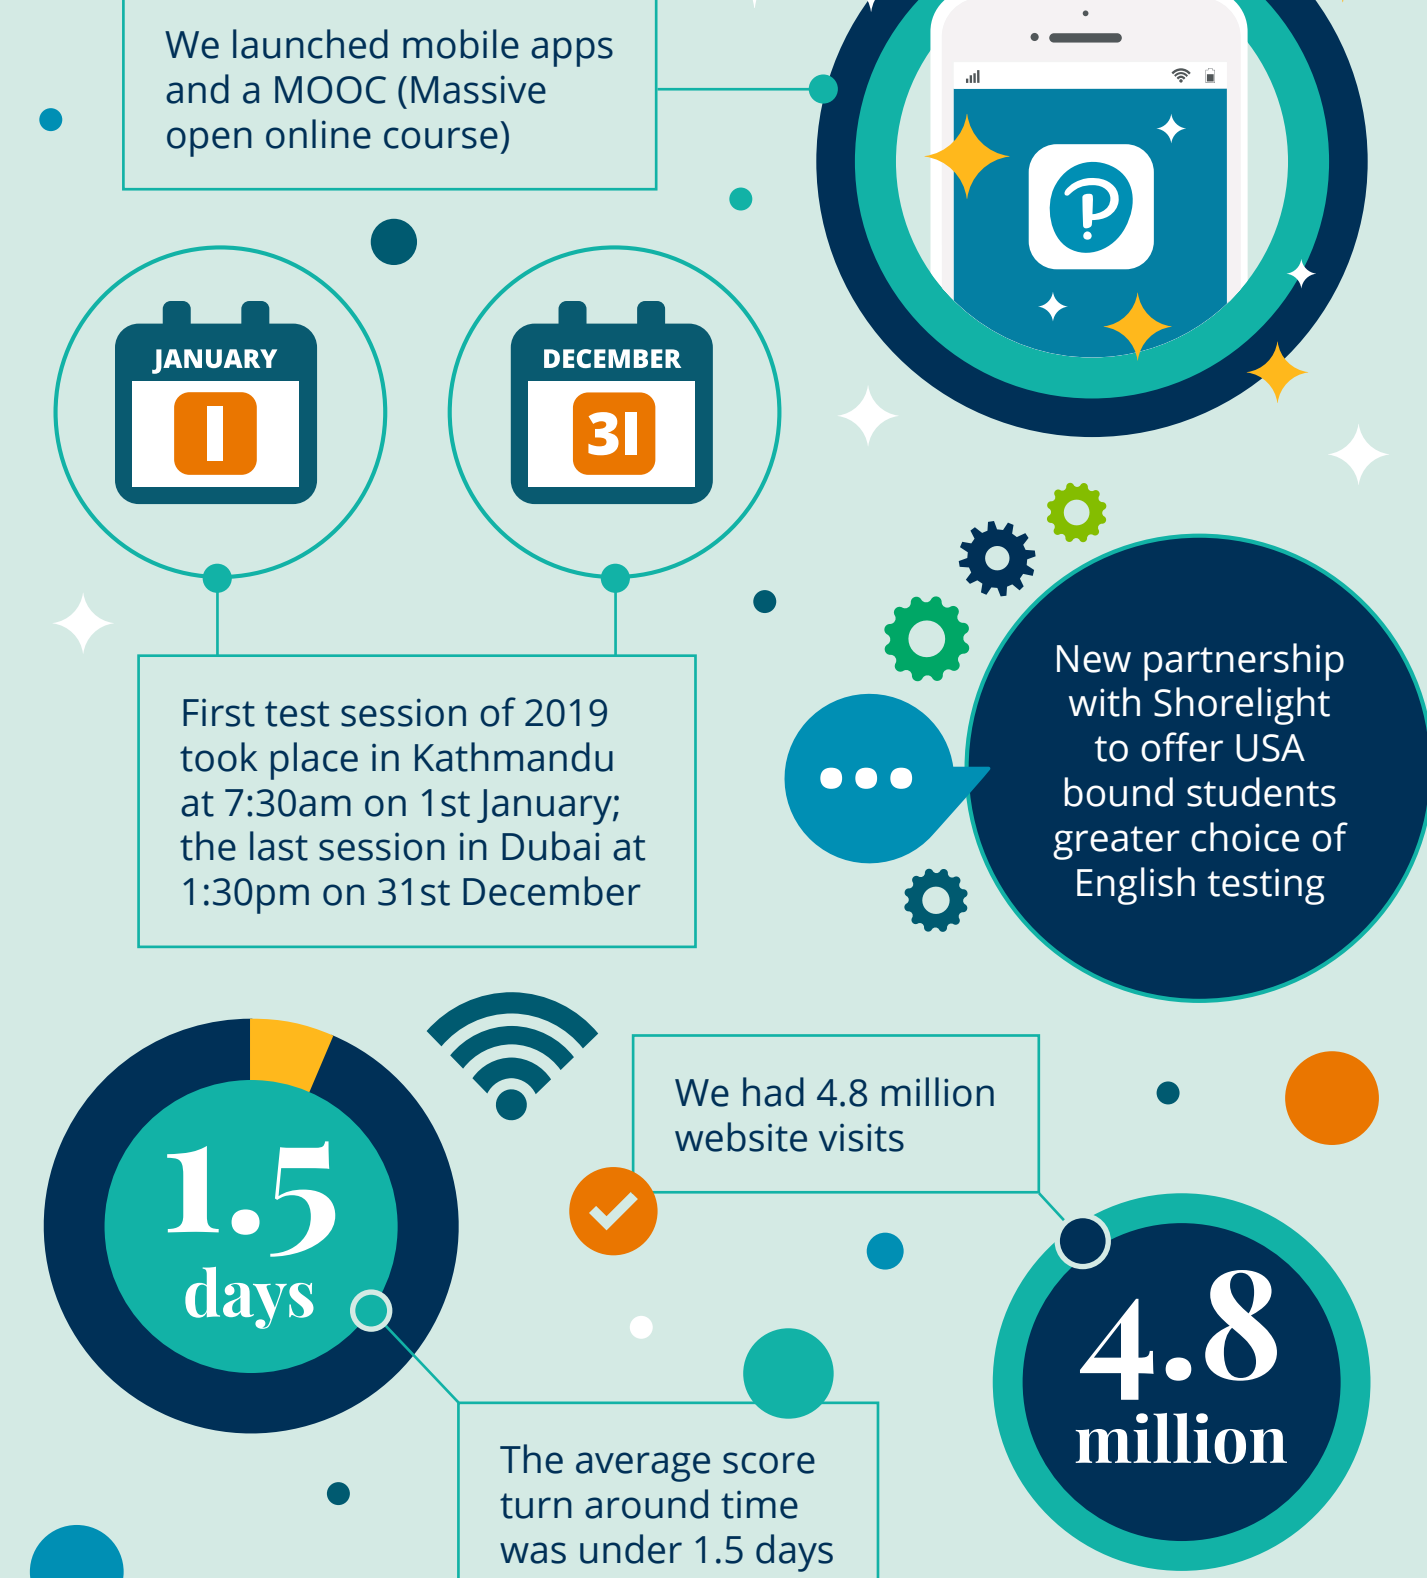 We launched mobile apps
and a MOOC (Massive
open online course)
JANUARY
1
DECEMBER
31
First test session of 2019
took place in Kathmandu
at 7:30am on 1st January;
the last session in Dubai at
1:30pm on 31st December
New partnership
with Shorelight
to offer USA
bound students
greater choice of
English testing
1.5
days
We had 4.8 million
website visits
4.8
million
The average score
turn around time
was under 1.5 days